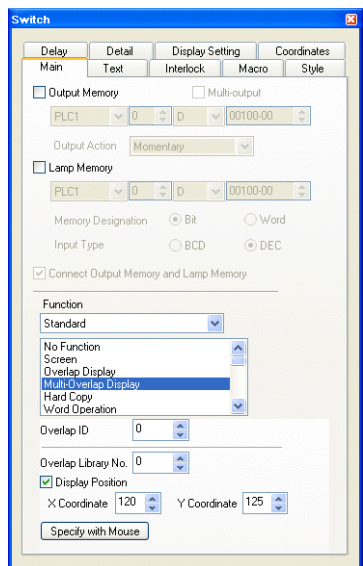 Switch
Delay Detail Display Setting Coordinates
Main Text Interlock Macro Style
Output Memory Multi-output
PLC1 0 D 00100-00
Output Action Momentary
Lamp Memory
PLC1 0 D 00100-00
Memory Designation Bit Word
Input Type BCD DEC
Connect Output Memory and Lamp Memory
Function
Standard
No Function
Screen
Overlap Display
Multi-Overlap Display
Hard Copy
Word Operation
Overlap ID 0
Overlap Library No. 0
Display Position
X Coordinate 120 Y Coordinate 125
Specify with Mouse